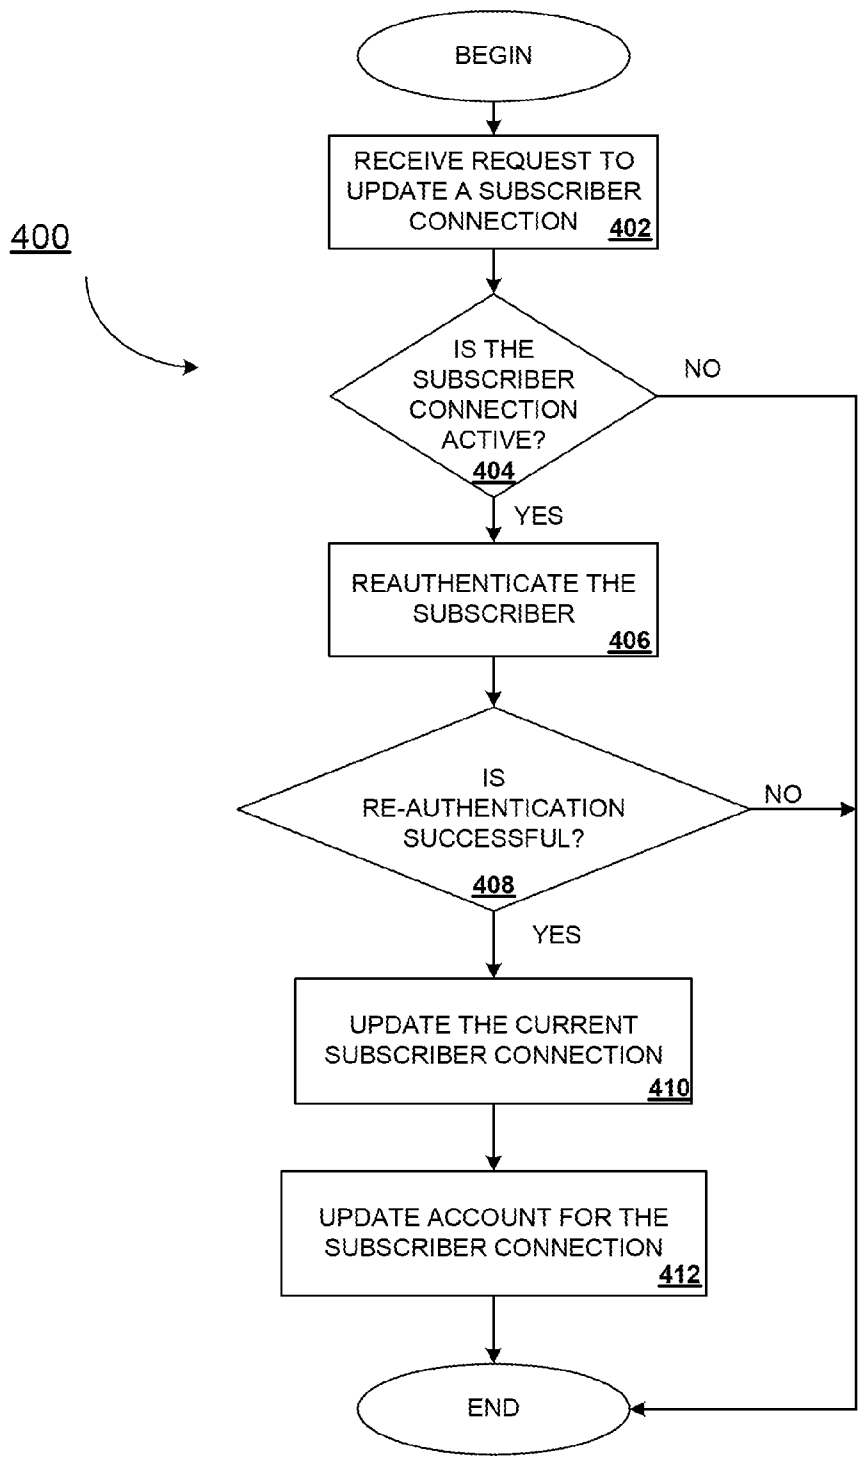 BEGIN
RECEIVE REQUEST TO
UPDATE A SUBSCRIBER
CONNECTION
402
400
IS THE
SUBSCRIBER
CONNECTION
ACTIVE?
404
NO
YES
REAUTHENTICATE THE
SUBSCRIBER
406
IS
RE-AUTHENTICATION
SUCCESSFUL?
408
NO
YES
UPDATE THE CURRENT
SUBSCRIBER CONNECTION
410
UPDATE ACCOUNT FOR THE
SUBSCRIBER CONNECTION
412
END